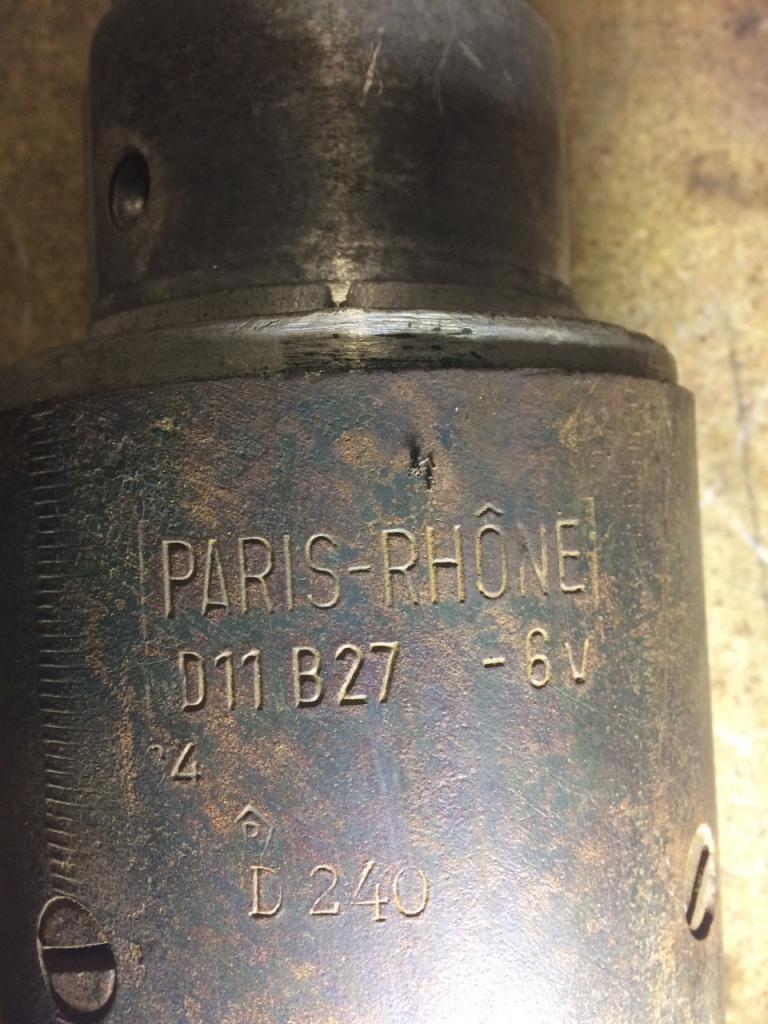 PARIS-RHÔNE
D11 B27 - 6V
4
P
D 240